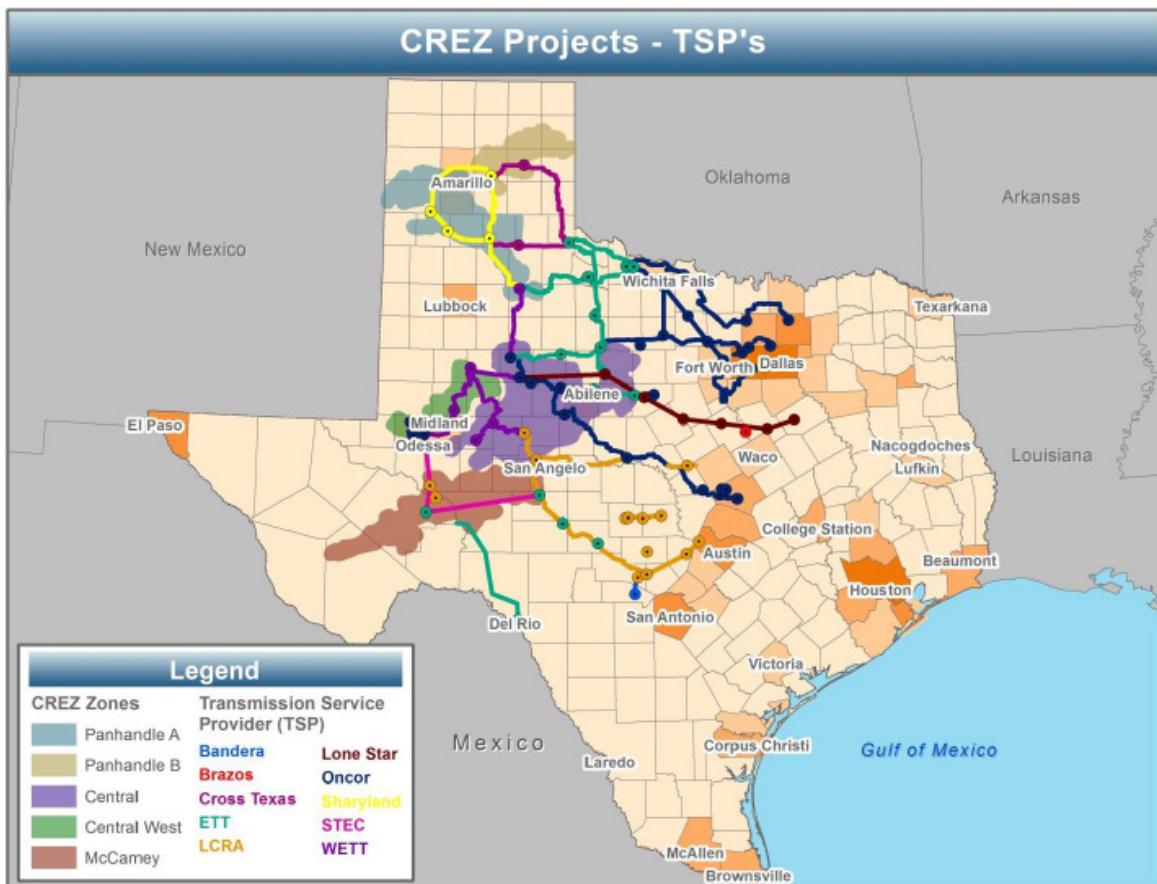 CREZ Projects - TSP's
Oklahoma
Arkansas
Amarillo
New Mexico
Wichita Falls
Lubbock
Texarkana
Fort Worth
Dallas
Abilene
El Paso
Midland
Odessa
Nacogdoches
Waco
Lufkin
San Angelo
Louisiana
College Station
Austin
Beaumont
Houston
Del Rio
San Antonio
Victoria
Mexico
Corpus Christi
Gulf of Mexico
Laredo
McAllen
Brownsville
Legend
CREZ Zones
Panhandle A
Panhandle B
Central
Central West
McCamey
Transmission Service
Provider (TSP)
Bandera
Brazos
Cross Texas
ETT
LCRA
Lone Star
Oncor
Sharyland
STEC
WETT